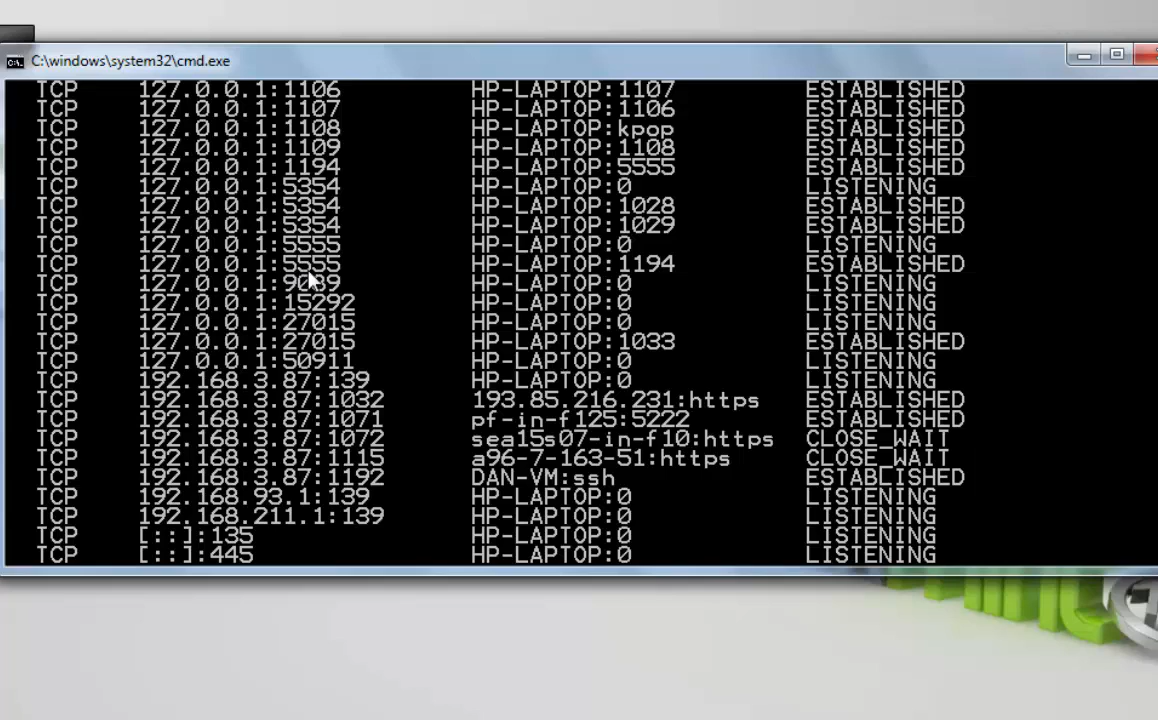 C:\windows\system32\cmd.exe
TCP 127.0.0.1:1106 HP-LAPTOP:1107 ESTABLISHED
TCP 127.0.0.1:1107 HP-LAPTOP:1106 ESTABLISHED
TCP 127.0.0.1:1108 HP-LAPTOP:kpop ESTABLISHED
TCP 127.0.0.1:1109 HP-LAPTOP:1108 ESTABLISHED
TCP 127.0.0.1:1194 HP-LAPTOP:5555 ESTABLISHED
TCP 127.0.0.1:5354 HP-LAPTOP:0 LISTENING
TCP 127.0.0.1:5354 HP-LAPTOP:1028 ESTABLISHED
TCP 127.0.0.1:5354 HP-LAPTOP:1029 ESTABLISHED
TCP 127.0.0.1:5555 HP-LAPTOP:0 LISTENING
TCP 127.0.0.1:5555 HP-LAPTOP:1194 ESTABLISHED
TCP HP-LAPTOP:0 LISTENING
TCP 127.0.0.1:15292 HP-LAPTOP:0 LISTENING
TCP 127.0.0.1:27015 HP-LAPTOP:0 LISTENING
TCP 127.0.0.1:27015 HP-LAPTOP:1033 ESTABLISHED
TCP 127.0.0.1:50911 HP-LAPTOP:0 LISTENING
TCP 192.168.3.87:139 HP-LAPTOP:0 LISTENING
TCP 192.168.3.87:1032 193.85.216.231:https ESTABLISHED
TCP 192.168.3.87:1071 pf-in-f125:5222 ESTABLISHED
TCP 192.168.3.87:1072 sea15s07-in-f10:https CLOSE_WAIT
TCP 192.168.3.87:1115 a96-7-163-51:https CLOSE_WAIT
TCP 192.168.3.87:1192 DAN-VM:ssh ESTABLISHED
TCP 192.168.93.1:139 HP-LAPTOP:0 LISTENING
TCP 192.168.211.1:139 HP-LAPTOP:0 LISTENING
TCP [::]:135 HP-LAPTOP:0 LISTENING
TCP [::]:445 HP-LAPTOP:0 LISTENING